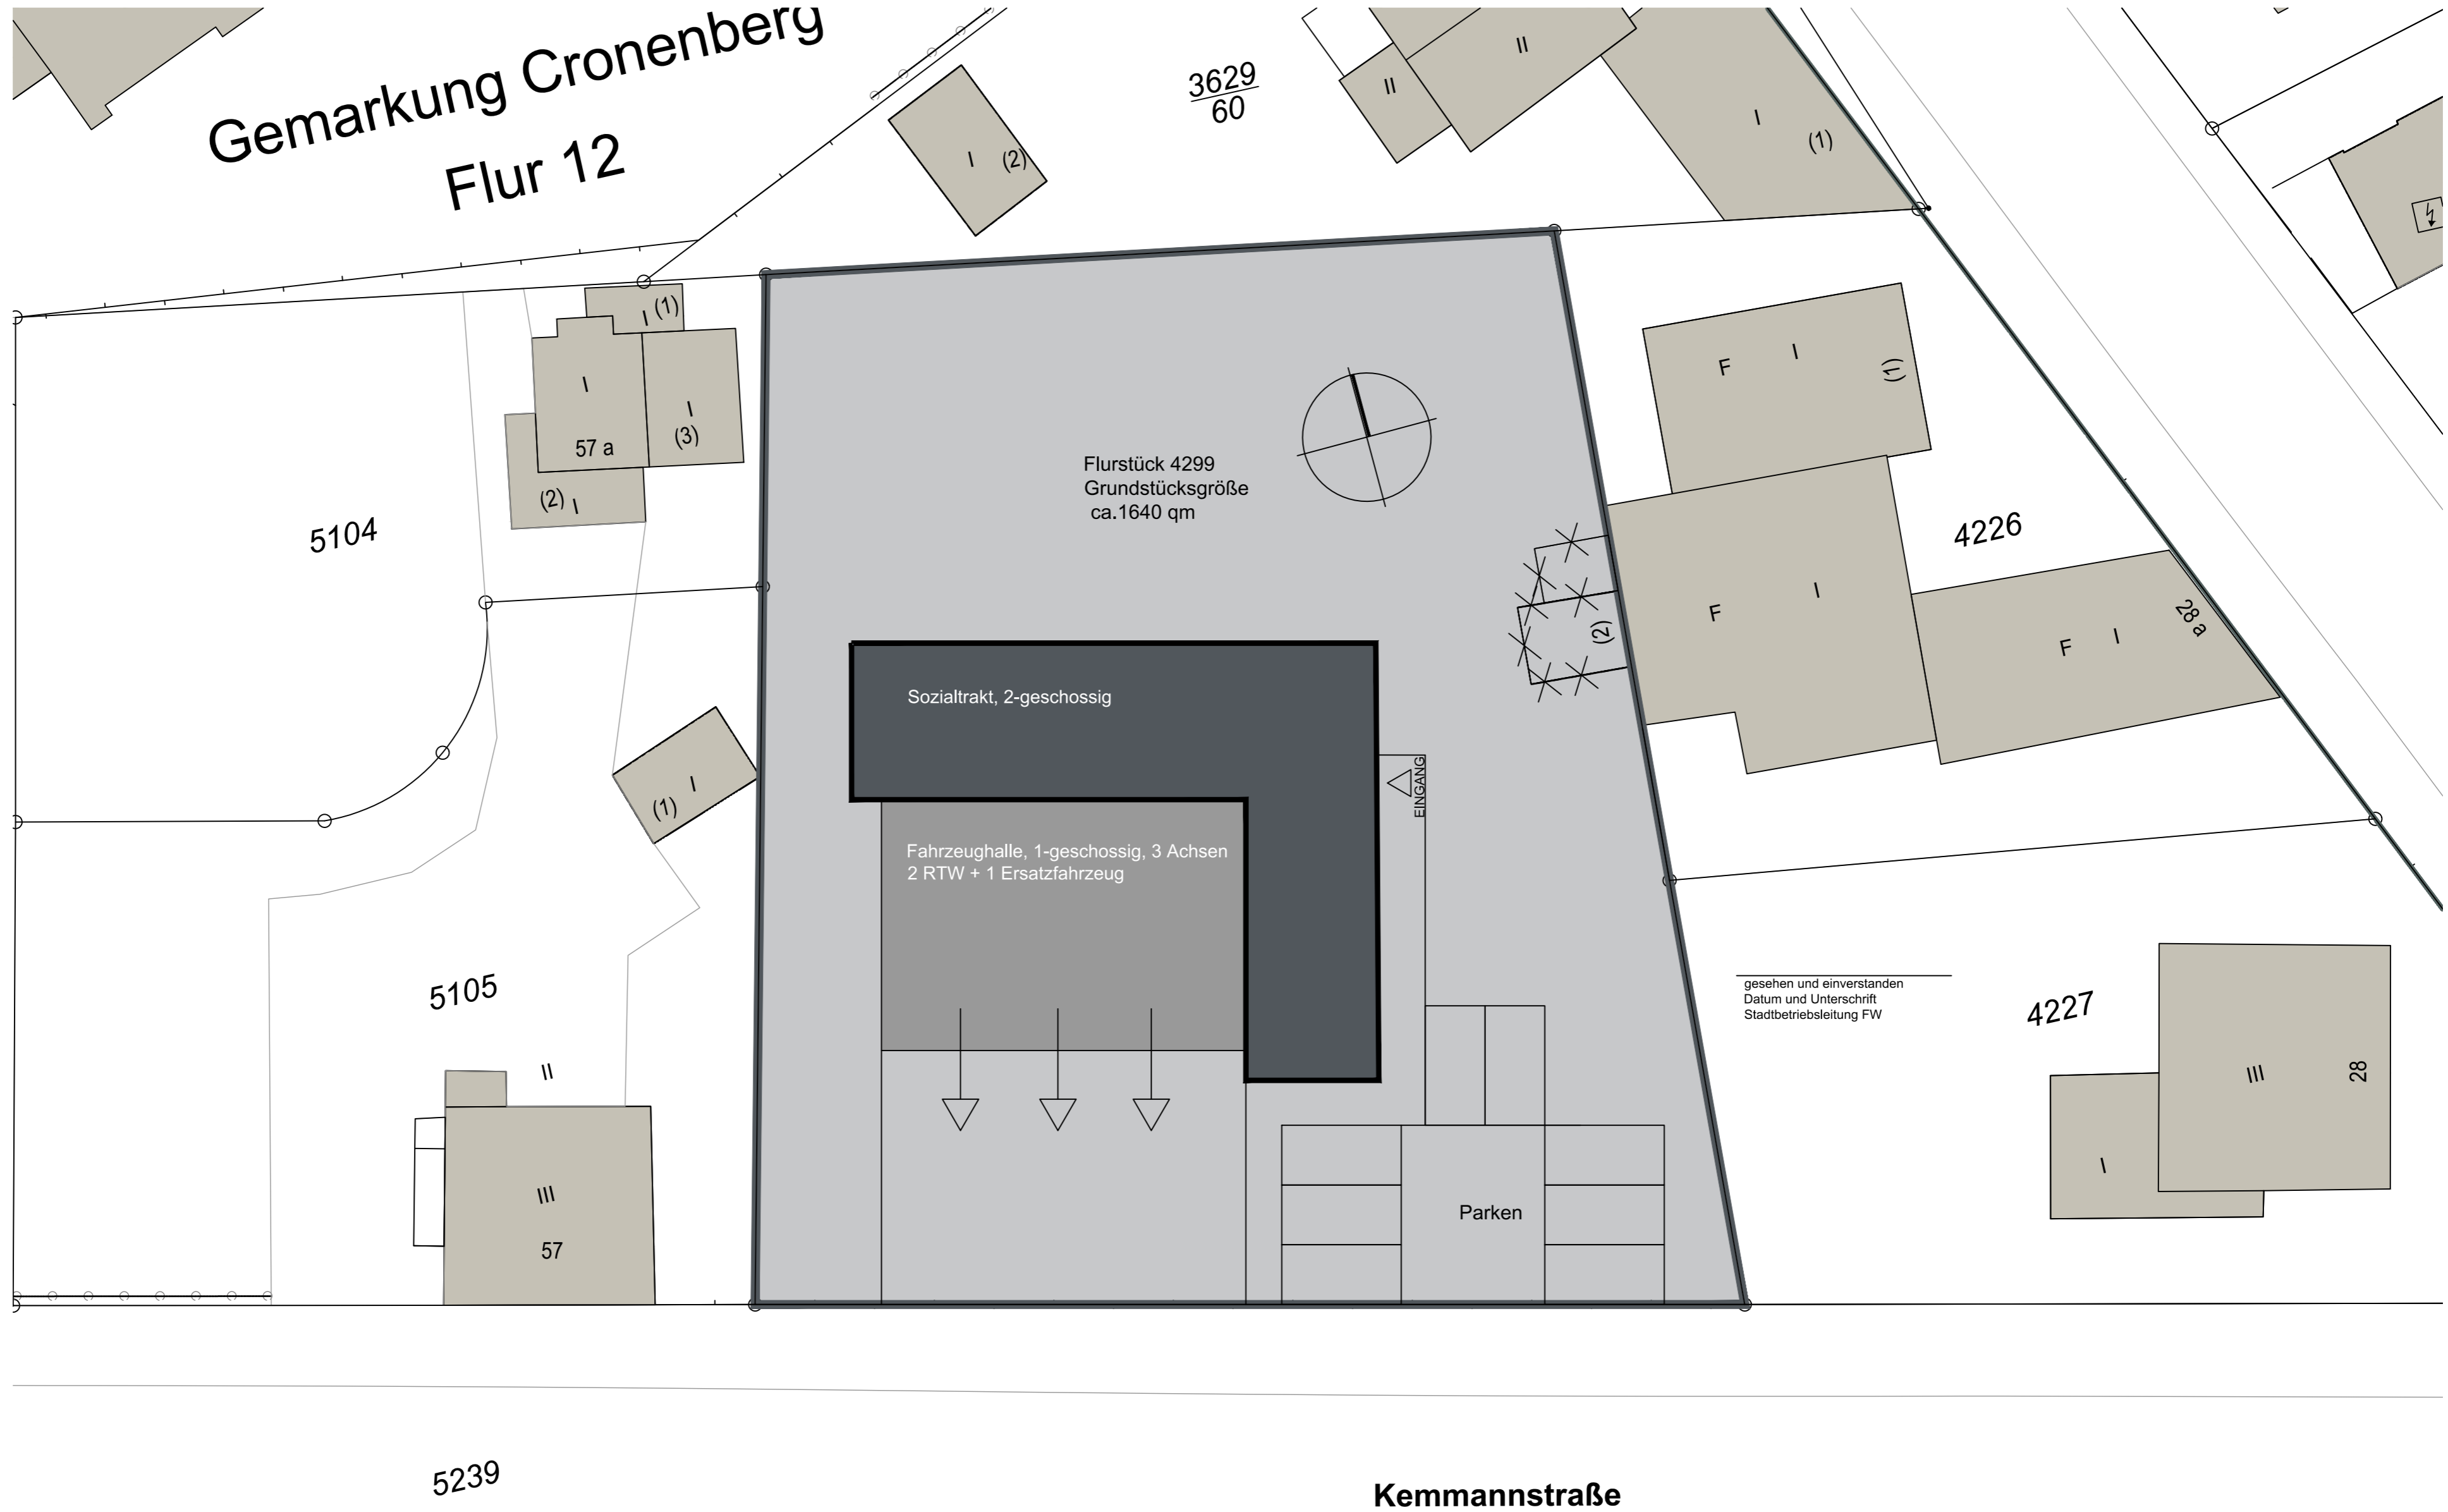 Gemarkung Cronenberg
Flur 12
3629
60
II
II
I
(1)
I
(2)
I
(1)
I
57 a
I
(3)
(2)
I
5104
Flurstück 4299
Grundstücksgröße
ca.1640 qm
F
I
(1)
4226
F
I
(2)
F
I
28 a
Sozialtrakt, 2-geschossig
EINGANG
I
(1)
Fahrzeughalle, 1-geschossig, 3 Achsen
2 RTW + 1 Ersatzfahrzeug
5105
gesehen und einverstanden
Datum und Unterschrift
Stadtbetriebsleitung FW
4227
II
III
57
III
28
I
Parken
5239
Kemmannstraße